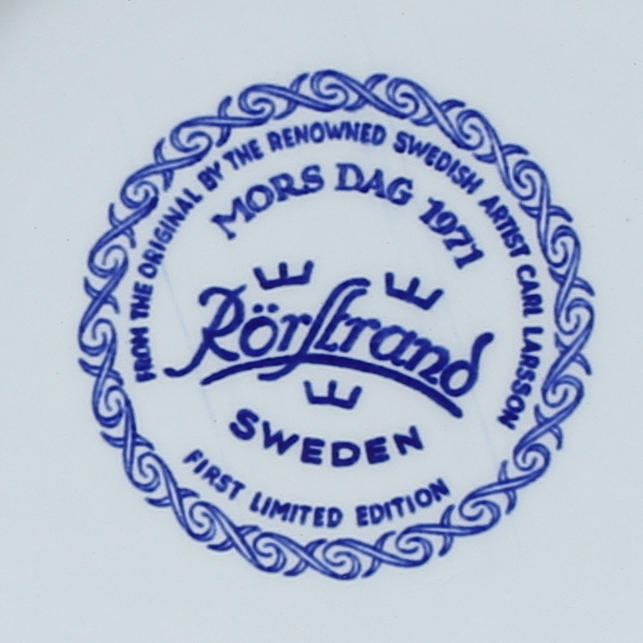 FROM THE ORIGINAL BY THE RENOWNED SWEDISH ARTIST CARL LARSSON
MORS DAG 1971
Rörstrand
SWEDEN
FIRST LIMITED EDITION